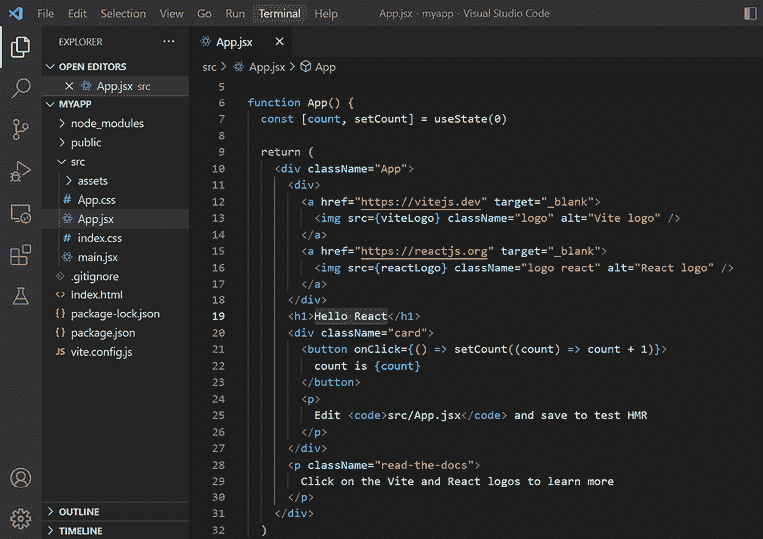 File Edit Selection View Go Run Terminal Help App.jsx - myapp - Visual Studio Code
EXPLORER ···
OPEN EDITORS
App.jsx src
MYAPP
node_modules
public
src
assets
# App.css
App.jsx
# index.css
main.jsx
.gitignore
<> index.html
{} package-lock.json
{} package.json
JS vite.config.js
OUTLINE
TIMELINE
App.jsx
src > App.jsx > App
5
6 function App() {
7 const [count, setCount] = useState(0)
8
9 return (
10 <div className="App">
11 <div>
12 <a href="https://vitejs.dev" target="_blank">
13 <img src={viteLogo} className="logo" alt="Vite logo" />
14 </a>
15 <a href="https://reactjs.org" target="_blank">
16 <img src={reactLogo} className="logo react" alt="React logo" />
17 </a>
18 </div>
19 <h1>Hello React</h1>
20 <div className="card">
21 <button onClick={() => setCount((count) => count + 1)}>
22 count is {count}
23 </button>
24 <p>
25 Edit <code>src/App.jsx</code> and save to test HMR
26 </p>
27 </div>
28 <p className="read-the-docs">
29 Click on the Vite and React logos to learn more
30 </p>
31 </div>
32 )